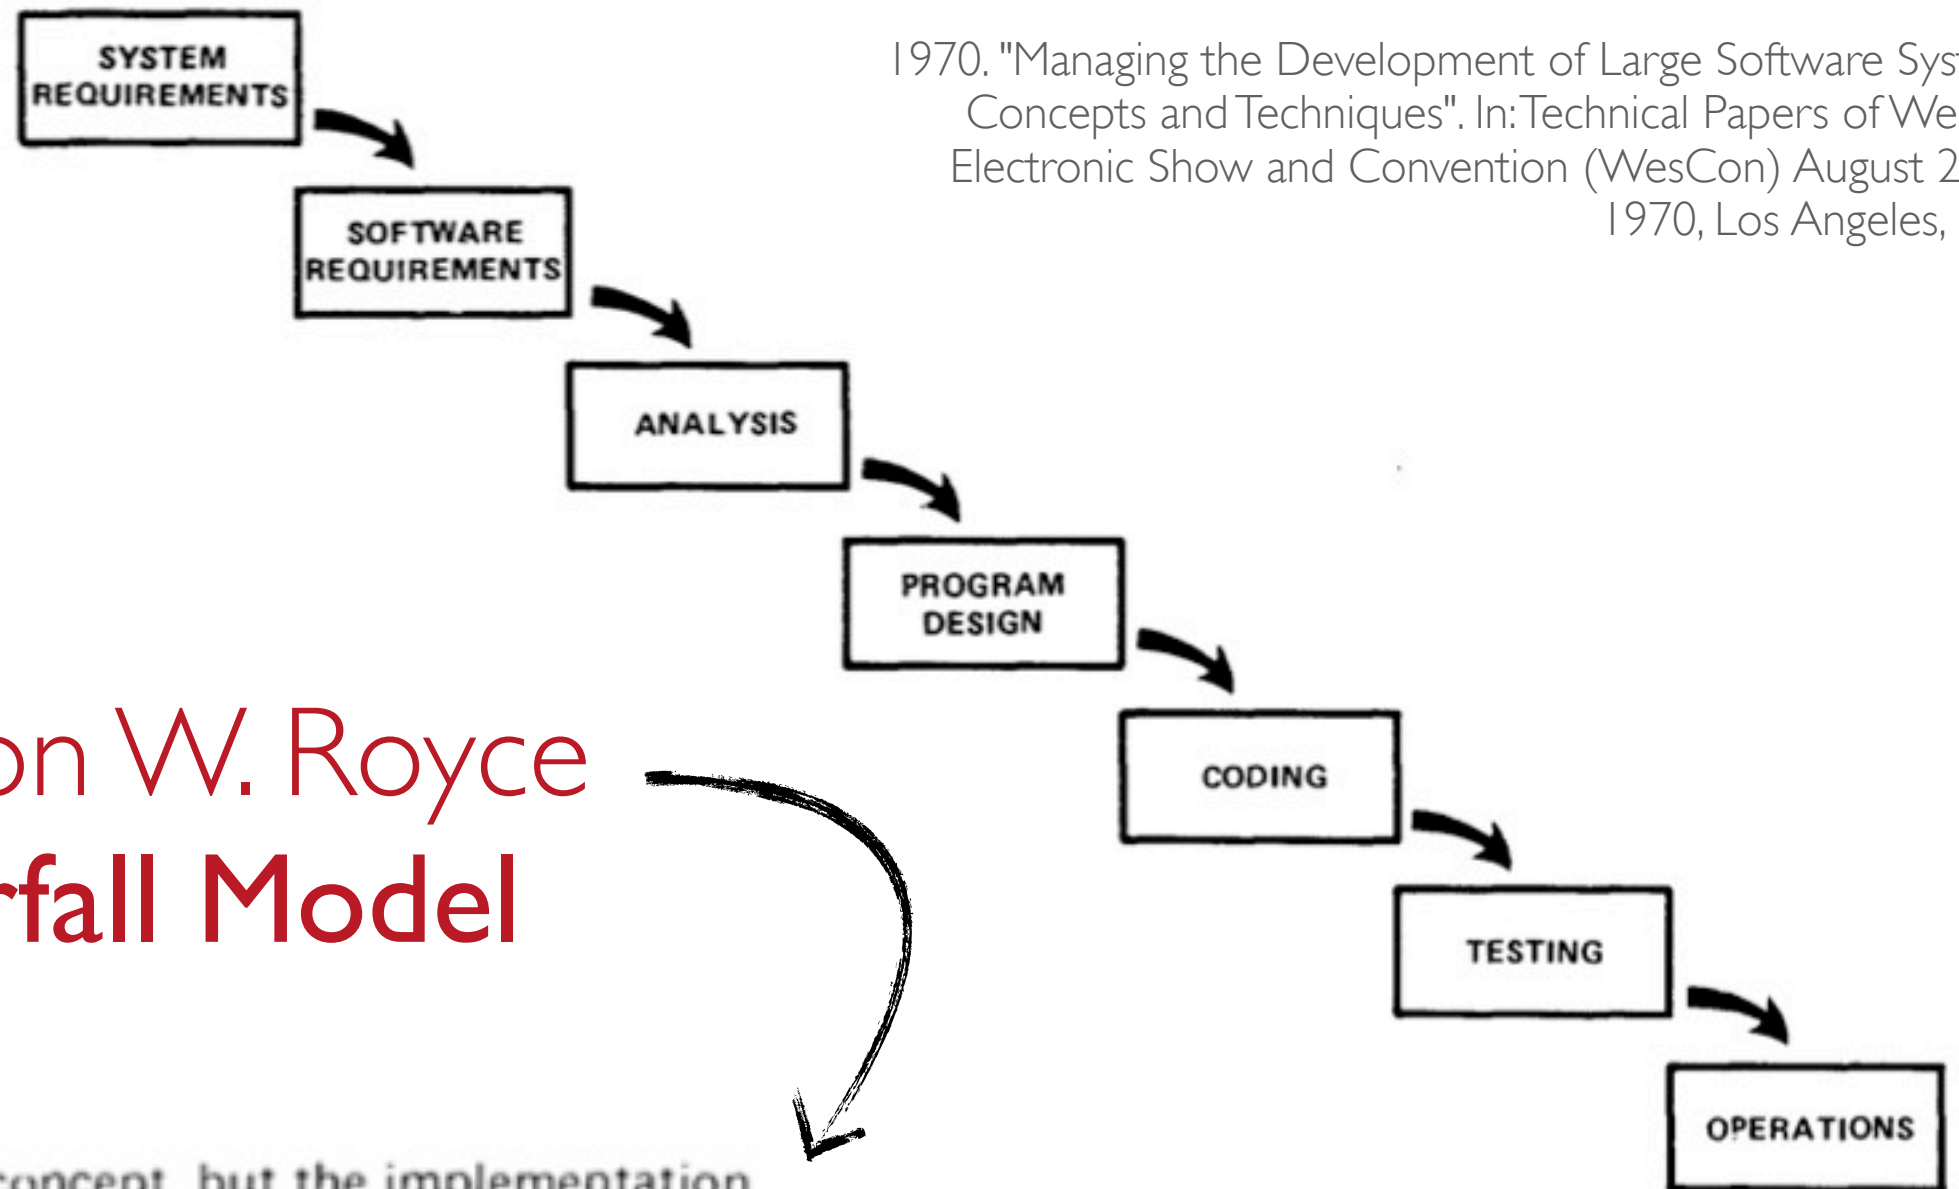 SYSTEM
REQUIREMENTS
1970. "Managing the Development of Large Software Syst
Concepts and Techniques". In: Technical Papers of We
Electronic Show and Convention (WesCon) August 2
1970, Los Angeles,
SOFTWARE
REQUIREMENTS
ANALYSIS
PROGRAM
DESIGN
on W. Royce
rfall Model
CODING
TESTING
OPERATIONS
concept, but the implementation